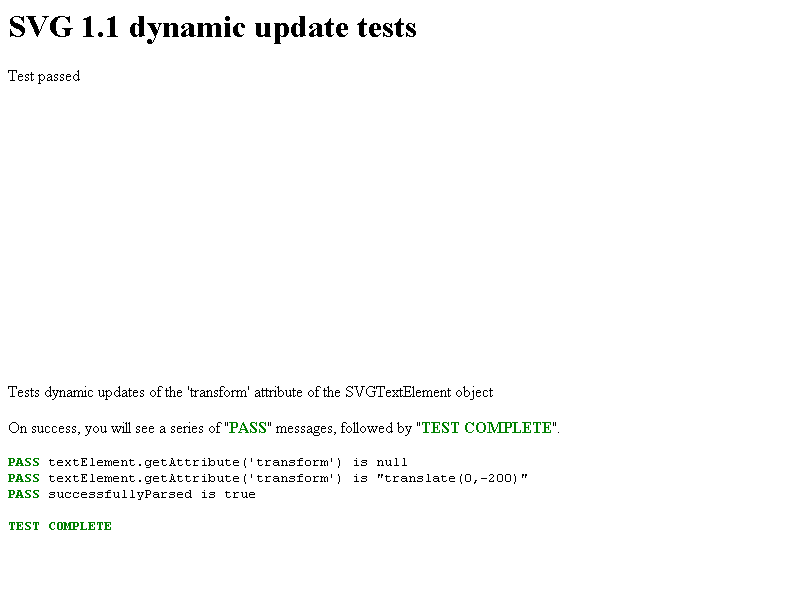 SVG 1.1 dynamic update tests
Test passed
Tests dynamic updates of the 'transform' attribute of the SVGTextElement object
On success, you will see a series of "PASS" messages, followed by "TEST COMPLETE".
PASS textElement.getAttribute('transform') is null
PASS textElement.getAttribute('transform') is "translate(0,-200)"
PASS successfullyParsed is true
TEST COMPLETE